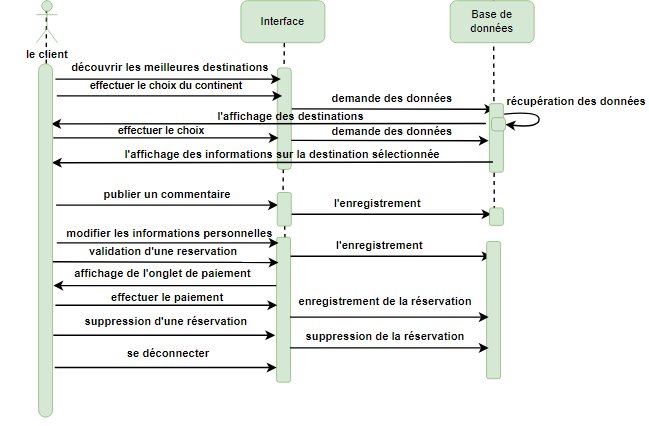 Interface
Base de
données
le client
découvrir les meilleures destinations
effectuer le choix du continent
demande des données
récupération des données
l'affichage des destinations
effectuer le choix
demande des données
l'affichage des informations sur la destination sélectionnée
publier un commentaire
l'enregistrement
modifier les informations personnelles
validation d'une reservation
l'enregistrement
affichage de l'onglet de paiement
effectuer le paiement
enregistrement de la réservation
suppression d'une réservation
suppression de la réservation
se déconnecter